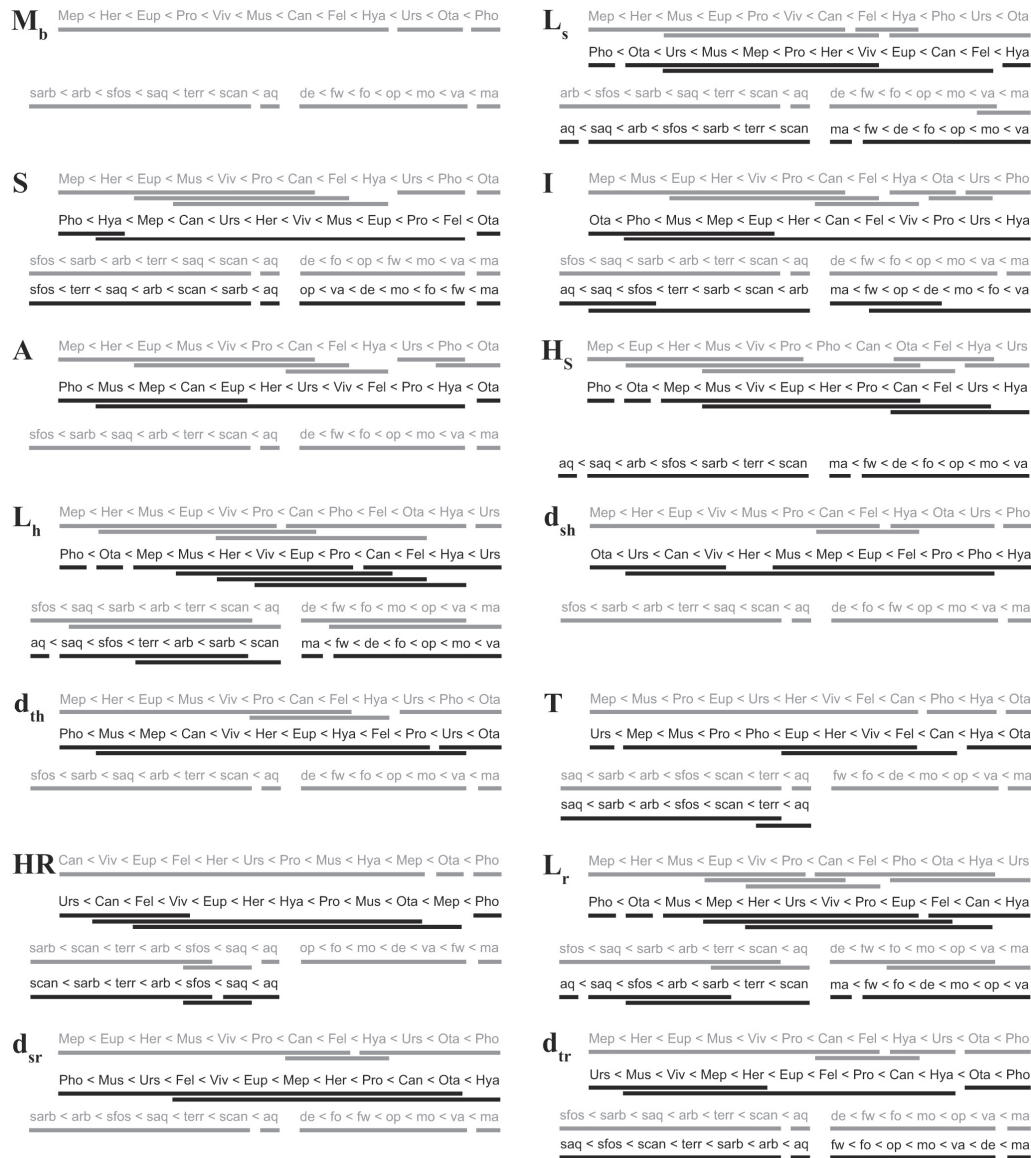 M_b Mep < Her < Eup < Pro < Viv < Mus < Can < Fel < Hya < Urs < Ota < Pho
sarb < arb < sfos < saq < terr < scan < aq de < fw < fo < op < mo < va < ma
L_s Mep < Her < Mus < Eup < Pro < Viv < Can < Fel < Hya < Pho < Urs < Ota
Pho < Ota < Urs < Mus < Mep < Pro < Her < Viv < Eup < Can < Fel < Hya
arb < sfos < sarb < saq < terr < scan < aq de < fw < fo < op < mo < va < ma
aq < saq < arb < sfos < sarb < terr < scan ma < fw < de < fo < op < mo < va
S Mep < Her < Eup < Mus < Viv < Pro < Can < Fel < Hya < Urs < Pho < Ota
Pho < Hya < Mep < Can < Urs < Her < Viv < Mus < Eup < Pro < Fel < Ota
sfos < sarb < arb < terr < saq < scan < aq de < fo < op < fw < mo < va < ma
sfos < terr < saq < arb < scan < sarb < aq op < va < de < mo < fo < fw < ma
I Mep < Mus < Eup < Her < Viv < Pro < Can < Fel < Hya < Ota < Urs < Pho
Ota < Pho < Mus < Mep < Eup < Her < Can < Fel < Viv < Pro < Urs < Hya
sfos < sarb < arb < saq < terr < scan < aq de < fw < fo < op < mo < va < ma
aq < saq < sfos < terr < sarb < scan < arb ma < fw < op < de < mo < fo < va
A Mep < Her < Eup < Mus < Viv < Pro < Can < Fel < Hya < Urs < Pho < Ota
Pho < Mus < Mep < Can < Eup < Her < Urs < Viv < Fel < Pro < Hya < Ota
sfos < sarb < saq < arb < terr < scan < aq de < fw < fo < op < mo < va < ma
H_S Mep < Eup < Her < Mus < Viv < Pro < Pho < Can < Ota < Fel < Hya < Urs
Pho < Ota < Mep < Mus < Viv < Eup < Her < Pro < Can < Fel < Urs < Hya
aq < saq < arb < sfos < sarb < terr < scan ma < fw < de < fo < op < mo < va
L_h Mep < Her < Mus < Eup < Viv < Pro < Can < Pho < Fel < Ota < Hya < Urs
Pho < Ota < Mep < Mus < Her < Viv < Eup < Pro < Can < Fel < Hya < Urs
sfos < saq < sarb < arb < terr < scan < aq de < fw < fo < mo < op < va < ma
aq < saq < sfos < terr < arb < sarb < scan ma < fw < de < fo < op < mo < va
d_sh Mep < Her < Eup < Viv < Mus < Pro < Can < Fel < Hya < Urs < Ota < Pho
Ota < Urs < Can < Viv < Her < Mus < Mep < Eup < Fel < Pro < Pho < Hya
sfos < sarb < arb < terr < saq < scan < aq de < fw < fo < op < mo < va < ma
d_th Mep < Her < Eup < Mus < Viv < Pro < Can < Fel < Hya < Urs < Pho < Ota
Pho < Mus < Mep < Can < Viv < Her < Eup < Hya < Fel < Pro < Urs < Ota
sfos < sarb < saq < arb < terr < scan < aq de < fw < fo < op < mo < va < ma
T Mep < Mus < Pro < Eup < Urs < Her < Viv < Fel < Can < Pho < Hya < Ota
Urs < Mep < Mus < Pro < Pho < Eup < Her < Viv < Fel < Can < Hya < Ota
saq < sarb < arb < sfos < scan < terr < aq fw < fo < de < mo < op < va < ma
saq < sarb < arb < sfos < scan < terr < aq
HR Can < Viv < Eup < Fel < Her < Urs < Pro < Mus < Hya < Mep < Ota < Pho
Urs < Can < Fel < Viv < Eup < Her < Hya < Pro < Mus < Ota < Mep < Pho
sarb < scan < terr < arb < sfos < saq < aq op < fo < mo < de < va < fw < ma
scan < sarb < terr < arb < sfos < saq < aq
L_r Mep < Her < Mus < Eup < Viv < Pro < Can < Fel < Pho < Ota < Hya < Urs
Pho < Ota < Mus < Mep < Her < Urs < Viv < Pro < Eup < Fel < Can < Hya
sfos < saq < sarb < arb < terr < scan < aq de < fw < fo < mo < op < va < ma
aq < saq < sfos < arb < sarb < terr < scan ma < fw < fo < de < mo < op < va
d_sr Mep < Eup < Her < Mus < Viv < Pro < Can < Fel < Hya < Urs < Ota < Pho
Pho < Mus < Urs < Fel < Viv < Eup < Mep < Her < Pro < Can < Ota < Hya
sarb < arb < sfos < saq < terr < scan < aq de < fo < fw < op < mo < va < ma
d_tr Mep < Her < Eup < Mus < Viv < Pro < Can < Fel < Hya < Urs < Ota < Pho
Urs < Mus < Viv < Mep < Her < Eup < Fel < Pro < Can < Hya < Ota < Pho
sfos < sarb < saq < arb < terr < scan < aq de < fw < fo < mo < op < va < ma
saq < sfos < scan < terr < sarb < arb < aq fw < fo < op < mo < va < de < ma